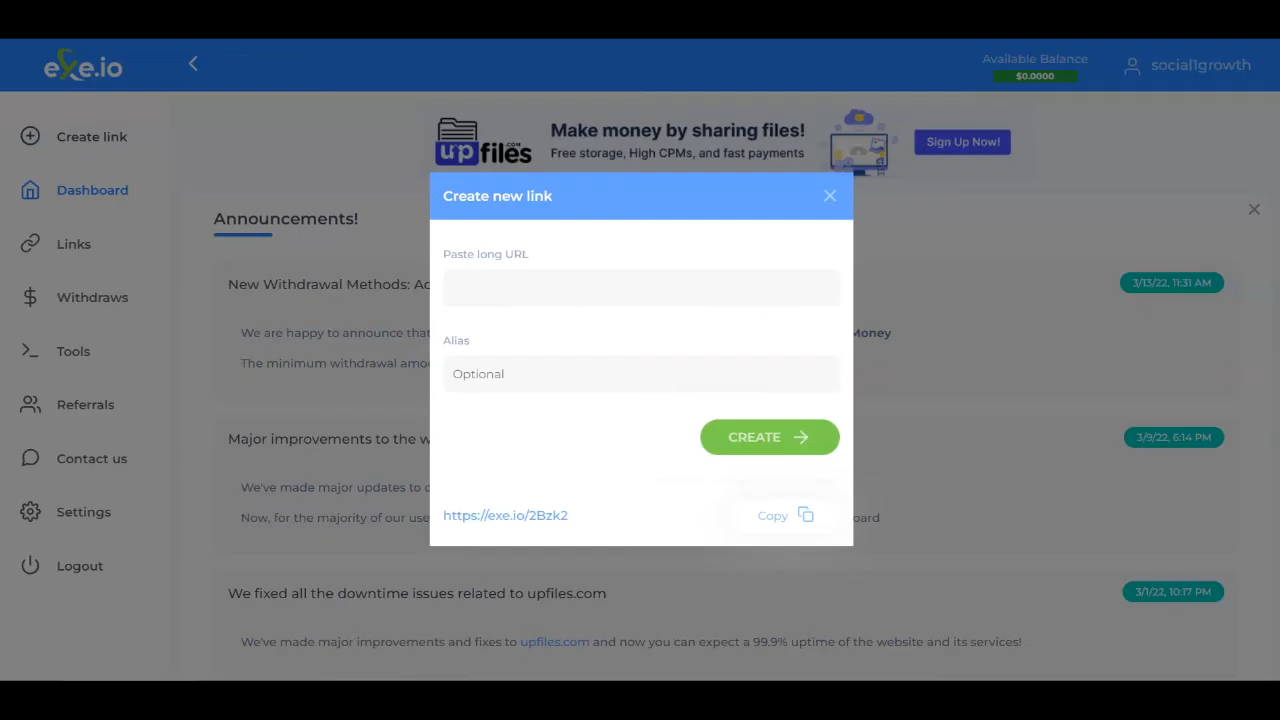 exe.io
Available Balance
$0.0000
social1growth
Create link
Dashboard
Links
Withdraws
Tools
Referrals
Contact us
Settings
Logout
upfiles.com
Make money by sharing files!
Free storage, High CPMs, and fast payments
Sign Up Now!
Announcements!
New Withdrawal Methods:
3/13/22, 11:31 AM
We are happy to announce that
Money
The minimum withdrawal
Major improvements to the
3/9/22, 6:14 PM
We've made major updates to
Now, for the majority of our
We fixed all the downtime issues related to upfiles.com
3/1/22, 10:17 PM
We've made major improvements and fixes to upfiles.com and now you can expect a 99.9% uptime of the website and its services!
Create new link
Paste long URL
Alias
Optional
CREATE
https://exe.io/2Bzk2
Copy